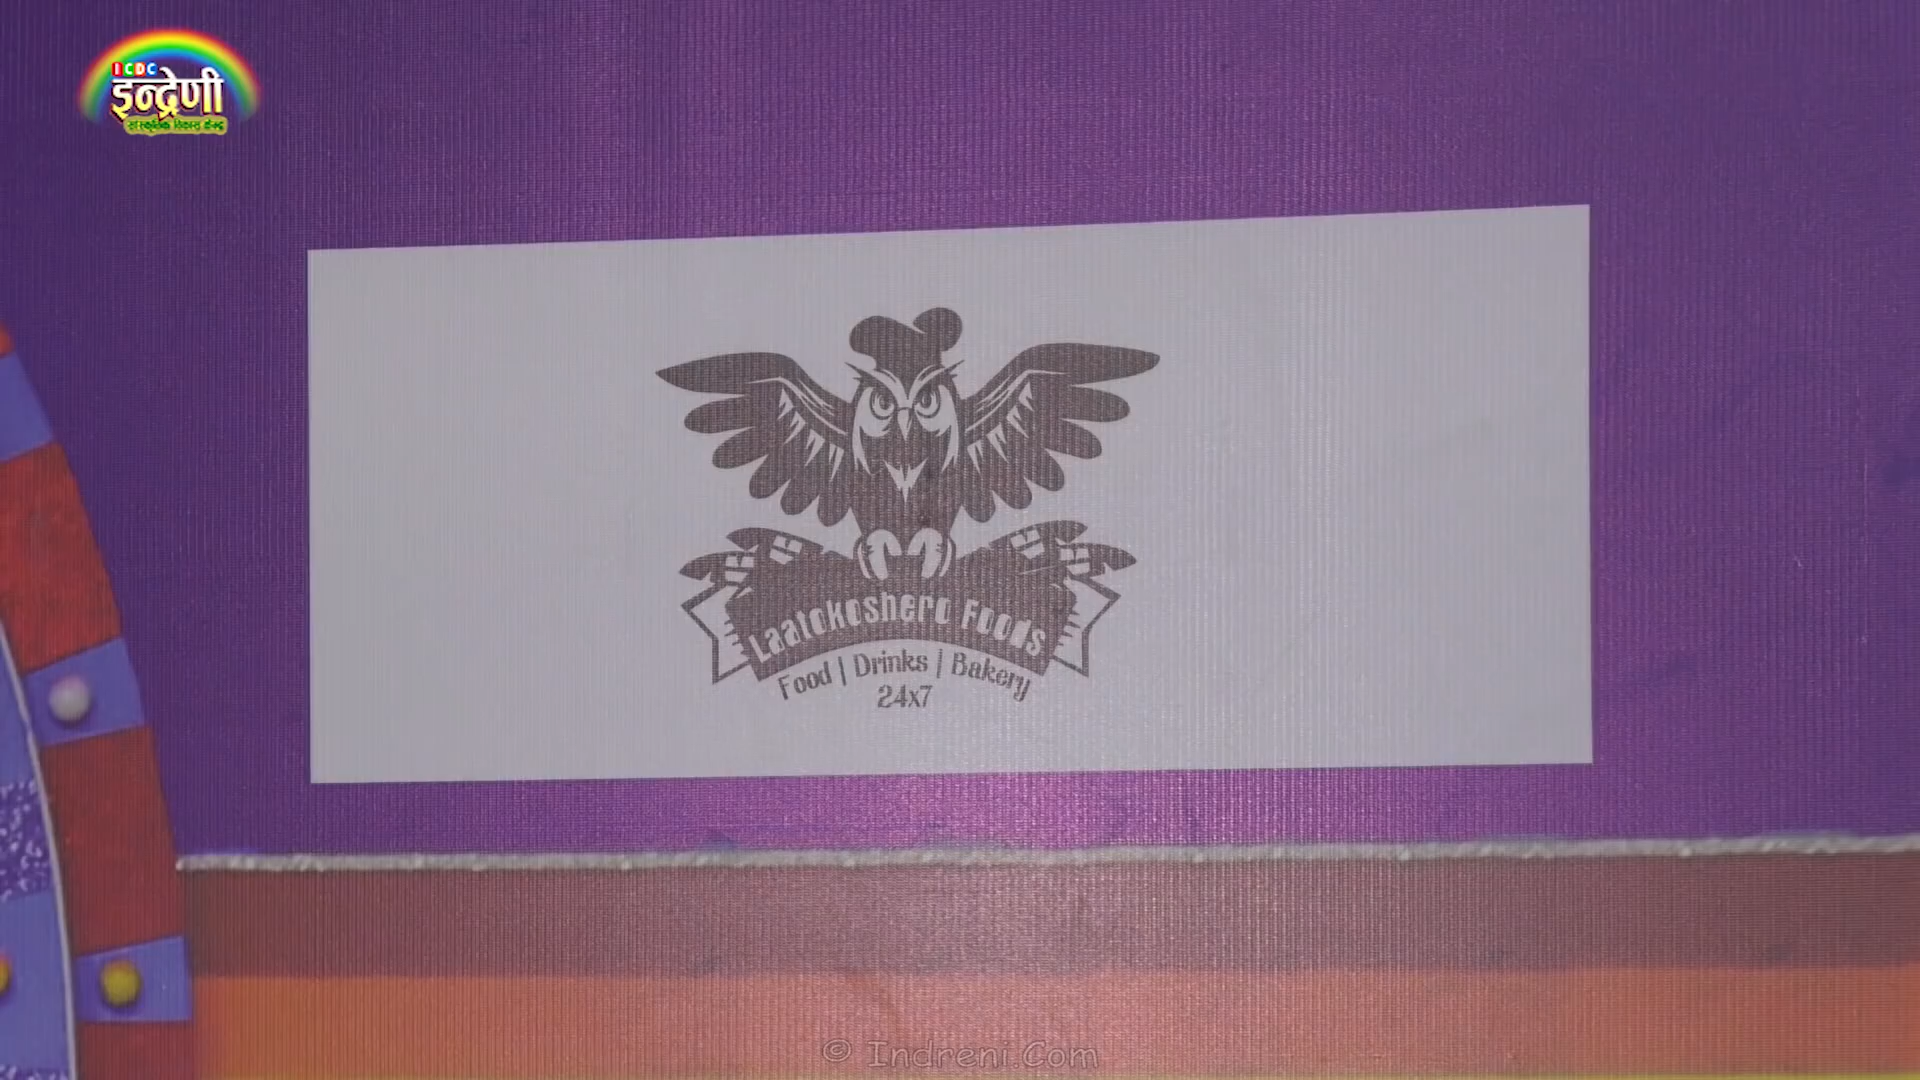 ICDC
इन्द्रेणी
सांस्कृतिक विकास केन्द्र
Laatokoshero Foods
Food | Drinks | Bakery
24x7
© Indreni.Com